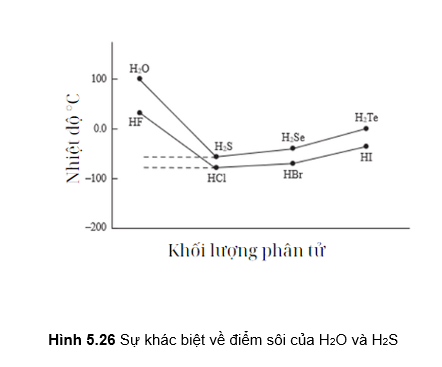 H₂O
100
HF
H₂Te
H₂Se
0.0
H₂S
HI
HCl
HBr
−100
−200
Nhiệt độ °C
Khối lượng phân tử
Hình 5.26 Sự khác biệt về điểm sôi của H₂O và H₂S